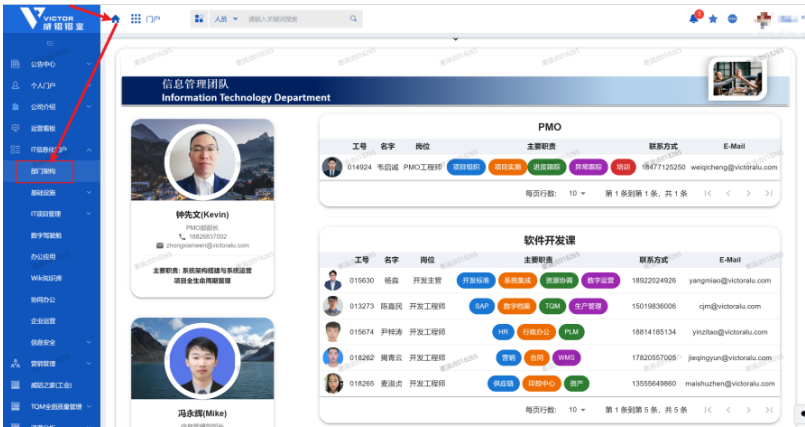 VICTOR
威铝铝业
门户
人员
请输入关键词搜索
公告中心
个人门户
公司介绍
运营看板
IT信息化门户
部门架构
基础设施
IT项目管理
数字驾驶舱
办公应用
Wiki知识库
协同办公
企业运营
信息安全
营销管理
威铝之家(工会)
TQM全面质量管理
信息管理团队
Information Technology Department
钟先文(Kevin)
PMO部部长
18826837002
zhongxianwen@victoralu.com
主要职责: 系统架构搭建与系统运营
项目全生命周期管理
冯永辉(Mike)
PMO
工号 名字 岗位 主要职责 联系方式 E-Mail
014924 韦启诚 PMO工程师 项目组织 项目实施 进度跟踪 异常跟踪 培训 18477125250 weiqicheng@victoralu.com
每页行数: 10 第 1 条到第 1 条，共 1 条
软件开发课
工号 名字 岗位 主要职责 联系方式 E-Mail
015630 杨淼 开发主管 开发标准 系统集成 资源协调 数字运营 18922024926 yangmiao@victoralu.com
013273 陈嘉民 开发工程师 SAP 数字档案 TQM 生产管理 15019836006 cjm@victoralu.com
015674 尹梓涛 开发工程师 HR 行政办公 PLM 18814185134 yinzitao@victoralu.com
018262 揭青云 开发工程师 营销 合同 WMS 17820557005 jieqingyun@victoralu.com
018265 麦淑贞 开发工程师 供应链 印控中心 资产 13555649860 maishuzhen@victoralu.com
每页行数: 10 第 1 条到第 5 条，共 5 条